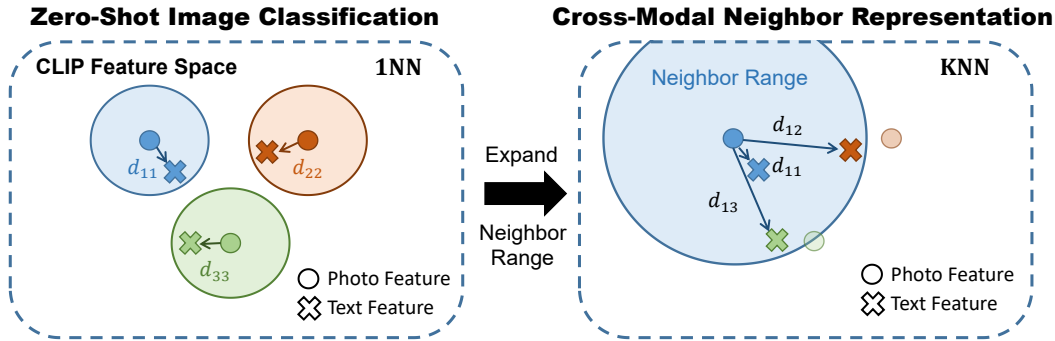 Zero-Shot Image Classification
Cross-Modal Neighbor Representation
CLIP Feature Space
1NN
d₁₁
d₂₂
d₃₃
Photo Feature
Text Feature
Expand
Neighbor
Range
KNN
Neighbor Range
d₁₂
d₁₁
d₁₃
Photo Feature
Text Feature